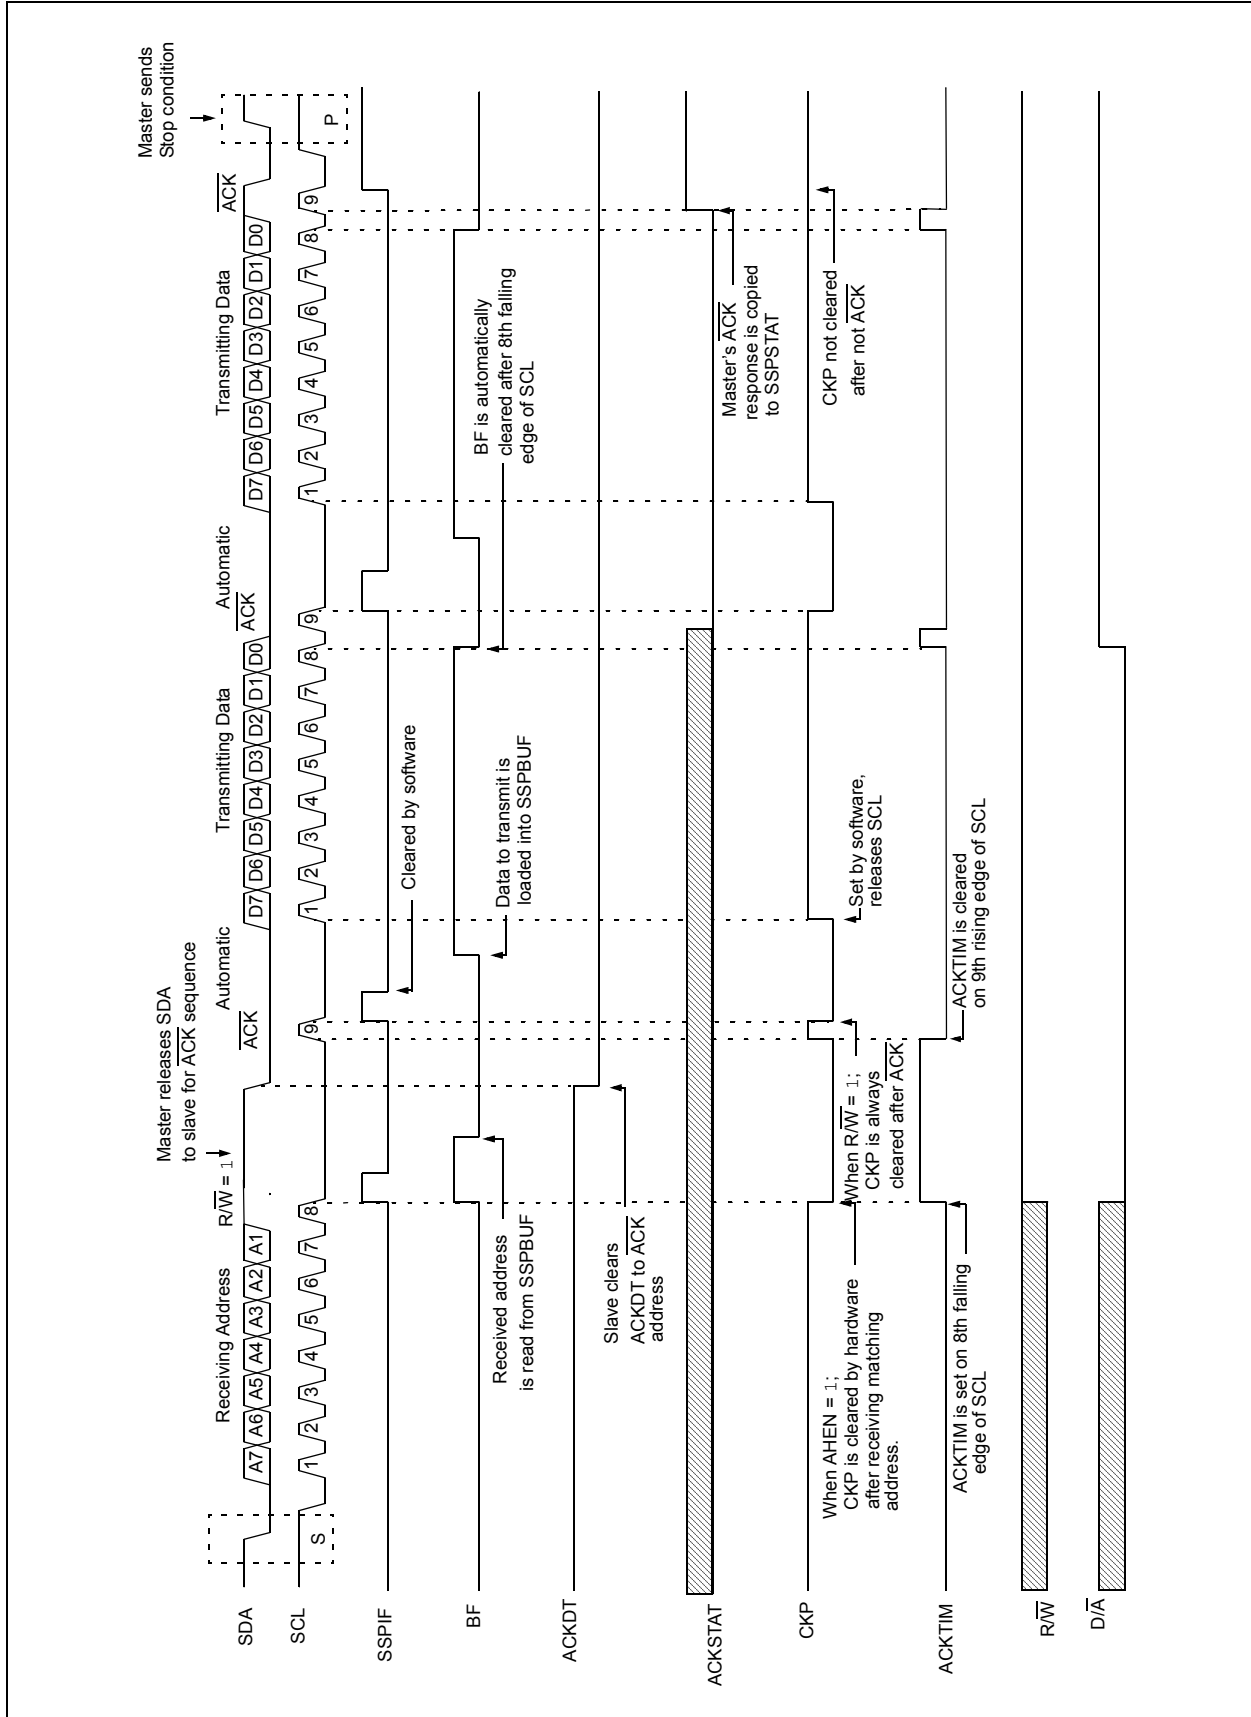 Master releases SDA
to slave for ACK sequence
Master sends
Stop condition
Receiving Address
R/W = 1
Automatic
ACK
Transmitting Data
Automatic
ACK
Transmitting Data
ACK
SDA
A7 A6 A5 A4 A3 A2 A1
D7 D6 D5 D4 D3 D2 D1 D0
D7 D6 D5 D4 D3 D2 D1 D0
SCL
S
1 2 3 4 5 6 7 8 9
1 2 3 4 5 6 7 8 9
1 2 3 4 5 6 7 8 9
P
SSPIF
Cleared by software
BF
Received address
is read from SSPBUF
Data to transmit is
loaded into SSPBUF
BF is automatically
cleared after 8th falling
edge of SCL
ACKDT
Slave clears
ACKDT to ACK
address
ACKSTAT
Master's ACK
response is copied
to SSPSTAT
CKP
When AHEN = 1;
CKP is cleared by hardware
after receiving matching
address.
When R/W = 1;
CKP is always
cleared after ACK
Set by software,
releases SCL
CKP not cleared
after not ACK
ACKTIM
ACKTIM is set on 8th falling
edge of SCL
ACKTIM is cleared
on 9th rising edge of SCL
R/W
D/A